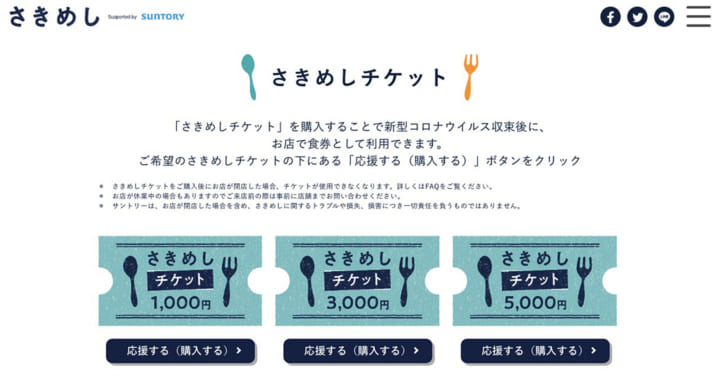 さきめし Supported by SUNTORY
LINE
さきめしチケット
「さきめしチケット」を購入することで新型コロナウイルス収束後に、
お店で食券として利用できます。
ご希望のさきめしチケットの下にある「応援する（購入する）」ボタンをクリック
＊ さきめしチケットをご購入後にお店が閉店した場合、チケットが使用できなくなります。詳しくはFAQをご覧ください。
＊ お店が休業中の場合もありますのでご来店前の際は事前に店舗までお問い合わせください。
＊ サントリーは、お店が閉店した場合を含め、さきめしに関するトラブルや損失、損害につき一切責任を負うものではありません。
さきめし
チケット
1,000円
さきめし
チケット
3,000円
さきめし
チケット
5,000円
応援する（購入する） >
応援する（購入する） >
応援する（購入する） >